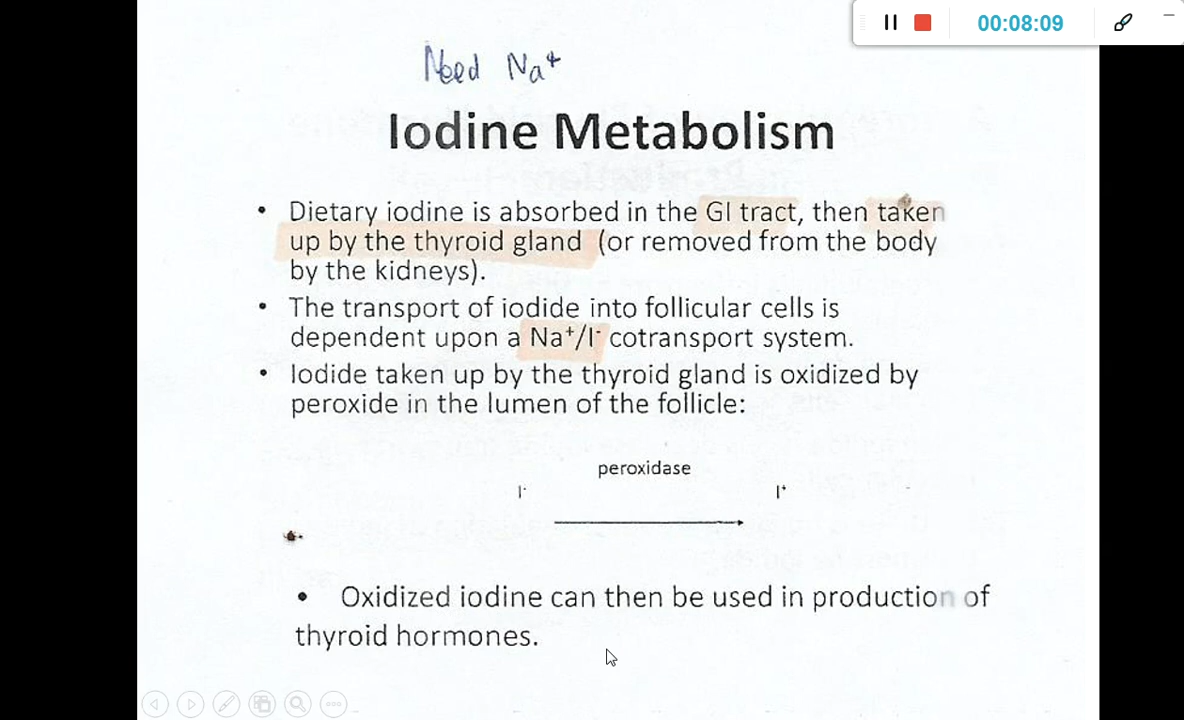 00:08:09
Need Na⁺
Iodine Metabolism
• Dietary iodine is absorbed in the GI tract, then taken
up by the thyroid gland (or removed from the body
by the kidneys).
• The transport of iodide into follicular cells is
dependent upon a Na⁺/I⁻ cotransport system.
• Iodide taken up by the thyroid gland is oxidized by
peroxide in the lumen of the follicle:
peroxidase
I⁻ I⁺
• Oxidized iodine can then be used in production of
thyroid hormones.